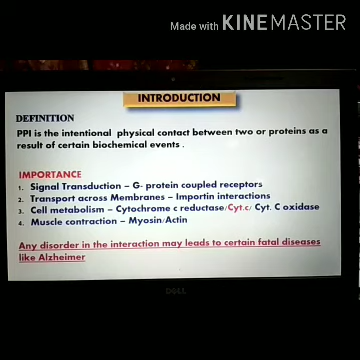 Made with KINEMASTER
INTRODUCTION
DEFINITION
PPI is the intentional physical contact between two or proteins as a
result of certain biochemical events .
IMPORTANCE
1. Signal Transduction – G- protein coupled receptors
2. Transport across Membranes – Importin interactions
3. Cell metabolism – Cytochrome c reductase/Cyt.c/ Cyt. C oxidase
4. Muscle contraction – Myosin/Actin
Any disorder in the interaction may leads to certain fatal diseases
like Alzheimer
DELL